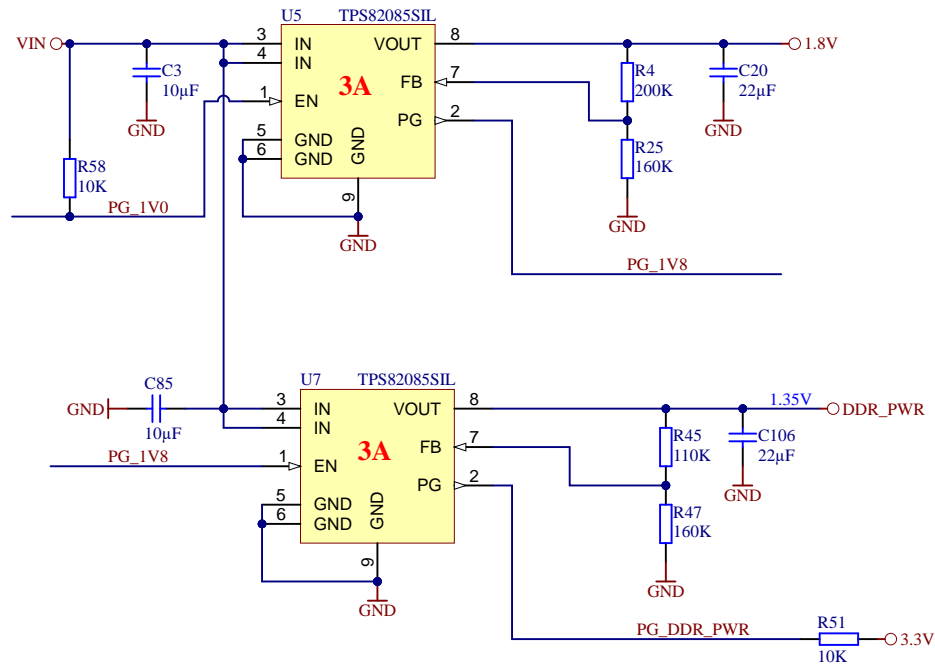 U5 TPS82085SIL
VIN
3 IN
4 IN
VOUT 8
1.8V
C3
10µF
GND
3A
FB 7
R4
200K
C20
22µF
GND
1 EN
PG 2
5 GND
6 GND
GND
9
GND
R25
160K
GND
R58
10K
PG_1V0
PG_1V8
U7 TPS82085SIL
C85
10µF
GND
3 IN
4 IN
VOUT 8
1.35V
DDR_PWR
3A
FB 7
R45
110K
C106
22µF
GND
PG_1V8
1 EN
PG 2
5 GND
6 GND
GND
9
GND
R47
160K
GND
PG_DDR_PWR
R51
10K
3.3V